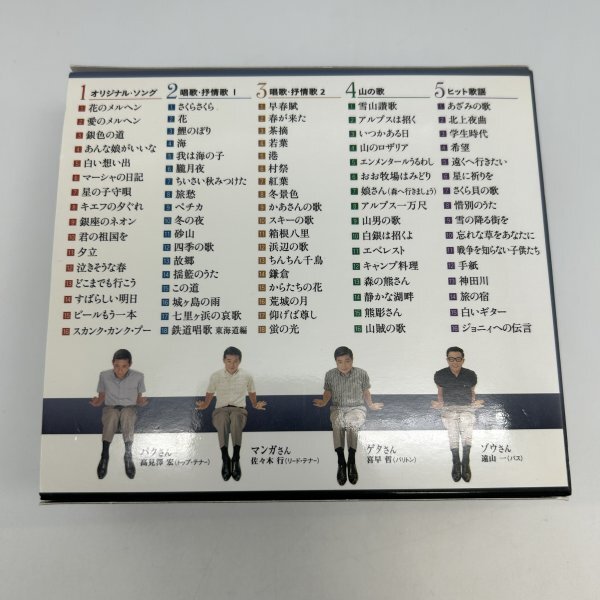 1 オリジナル・ソング
1 花のメルヘン
2 愛のメルヘン
3 銀色の道
4 あんな娘がいいな
5 白い想い出
6 マーシャの日記
7 星の子守唄
8 キエフの夕ぐれ
9 銀座のネオン
10 君の祖国を
11 夕立
12 泣きそうな春
13 どこまでも行こう
14 すばらしい明日
15 ビールもう一本
16 スカンク・カンク・プー
2 唱歌・抒情歌 1
1 さくらさくら
2 花
3 鯉のぼり
4 海
5 我は海の子
6 朧月夜
7 ちいさい秋みつけた
8 旅愁
9 ペチカ
10 冬の夜
11 砂山
12 四季の歌
13 故郷
14 揺籃のうた
15 この道
16 城ヶ島の雨
17 七里ヶ浜の哀歌
18 鉄道唱歌 東海道編
3 唱歌・抒情歌 2
1 早春賦
2 春が来た
3 茶摘
4 若葉
5 港
6 村祭
7 紅葉
8 冬景色
9 かあさんの歌
10 スキーの歌
11 箱根八里
12 浜辺の歌
13 ちんちん千鳥
14 鎌倉
15 からたちの花
16 荒城の月
17 仰げば尊し
18 蛍の光
4 山の歌
1 雪山讃歌
2 アルプスは招く
3 いつかある日
4 山のロザリア
5 エンメンタールうるわし
6 おお牧場はみどり
7 娘さん(森へ行きましょう)
8 アルプス一万尺
9 山男の歌
10 白銀は招くよ
11 エベレスト
12 キャンプ料理
13 森の熊さん
14 静かな湖畔
15 熊彫さん
16 山賊の歌
5 ヒット歌謡
1 あざみの歌
2 北上夜曲
3 学生時代
4 希望
5 遠くへ行きたい
6 星に祈りを
7 さくら貝の歌
8 惜別のうた
9 雪の降る街を
10 忘れな草をあなたに
11 戦争を知らない子供たち
12 手紙
13 神田川
14 旅の宿
15 白いギター
16 ジョニィへの伝言
パクさん
高見澤 宏(トップ・テナー)
マンガさん
佐々木 行(リード・テナー)
ゲタさん
喜早 哲(バリトン)
ゾウさん
遠山 一(バス)